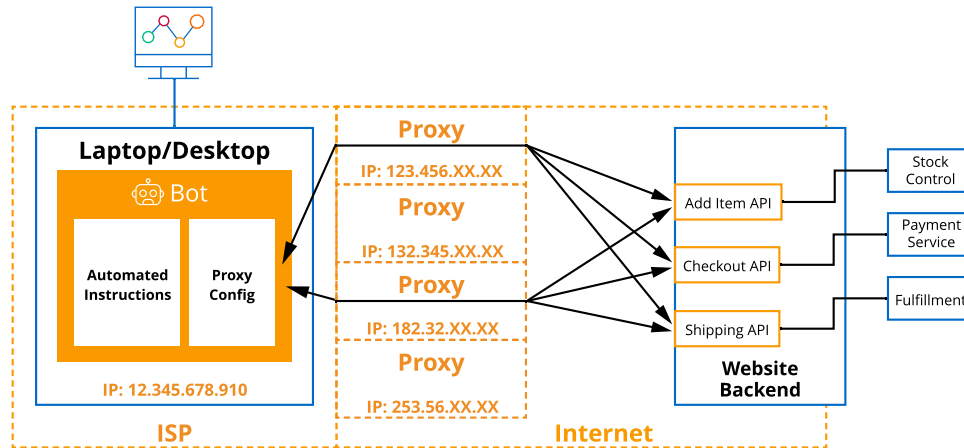 Laptop/Desktop
Bot
Automated
Instructions
Proxy
Config
IP: 12.345.678.910
ISP
Proxy
IP: 123.456.XX.XX
Proxy
IP: 132.345.XX.XX
Proxy
IP: 182.32.XX.XX
Proxy
IP: 253.56.XX.XX
Internet
Add Item API
Checkout API
Shipping API
Website
Backend
Stock
Control
Payment
Service
Fulfillment